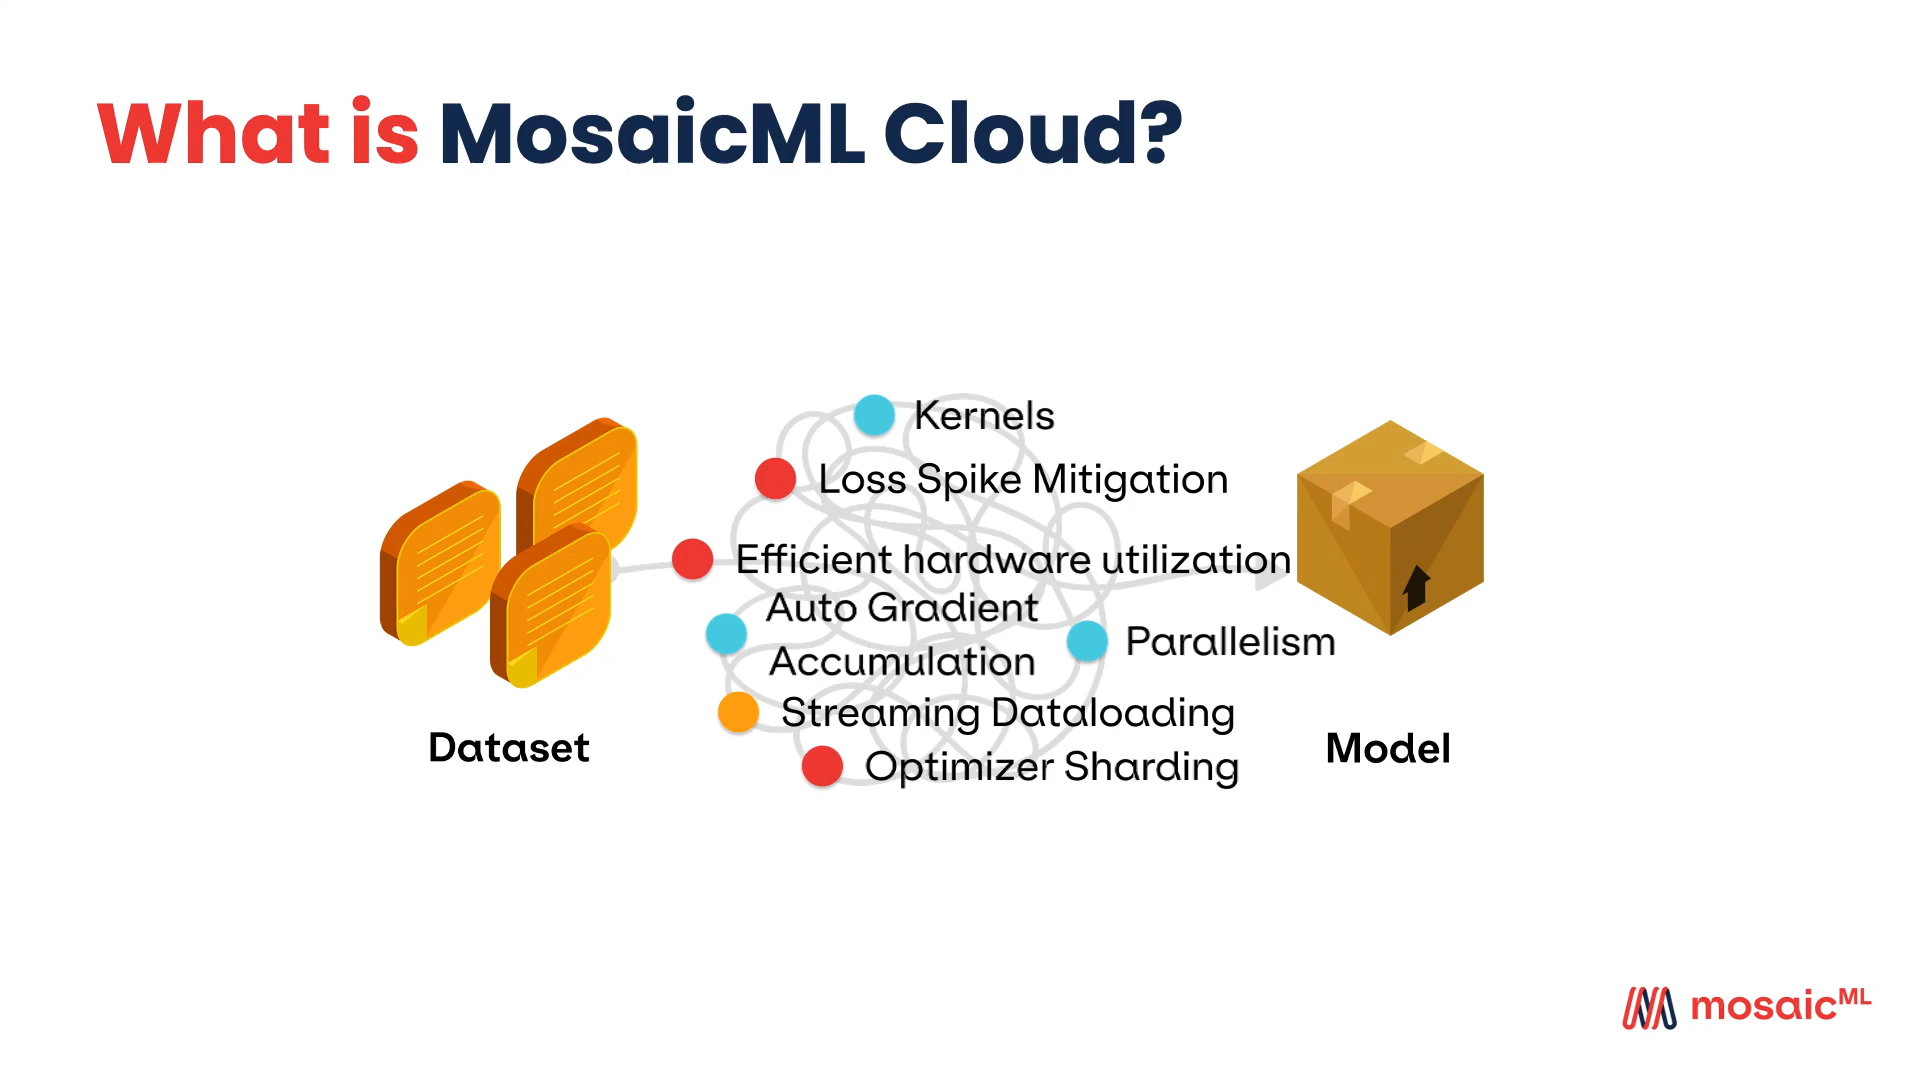 What is MosaicML Cloud?
Kernels
Loss Spike Mitigation
Efficient hardware utilization
Auto Gradient
Accumulation
Parallelism
Streaming Dataloading
Optimizer Sharding
Dataset
Model
mosaicML